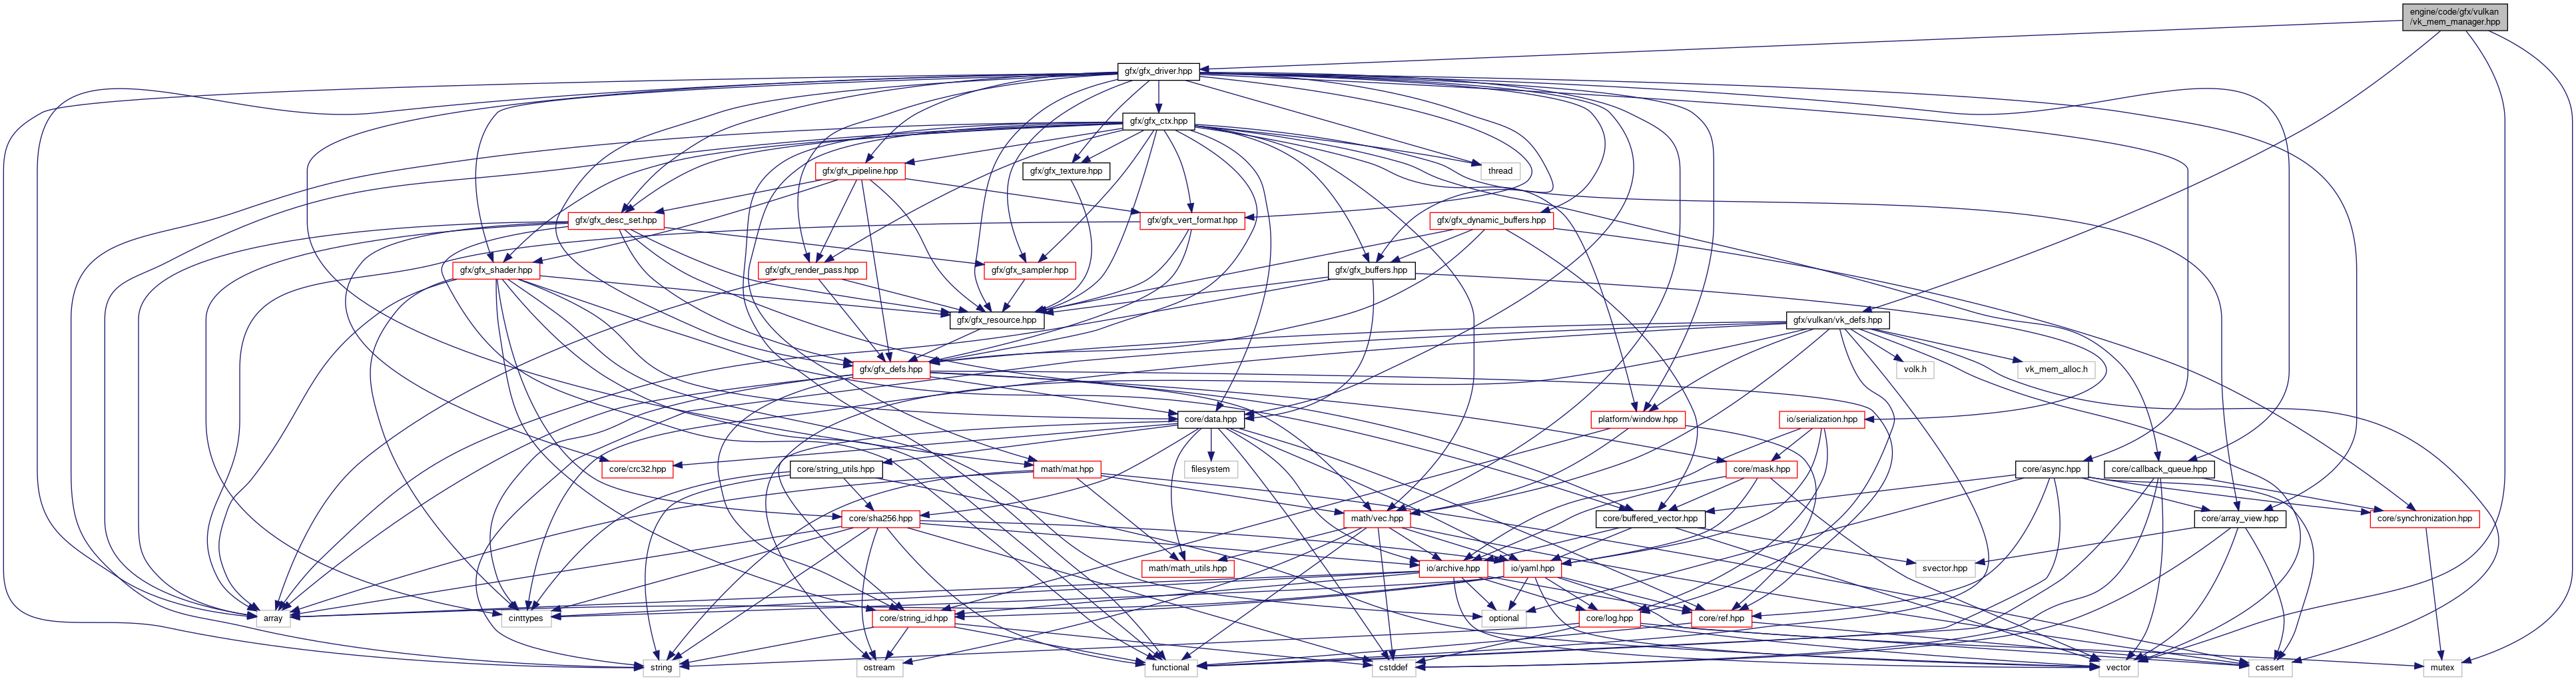 engine/code/gfx/vulkan
/vk_mem_manager.hpp
gfx/gfx_driver.hpp
gfx/gfx_ctx.hpp
gfx/gfx_pipeline.hpp
gfx/gfx_texture.hpp
thread
gfx/gfx_desc_set.hpp
gfx/gfx_vert_format.hpp
gfx/gfx_dynamic_buffers.hpp
gfx/gfx_shader.hpp
gfx/gfx_render_pass.hpp
gfx/gfx_sampler.hpp
gfx/gfx_buffers.hpp
gfx/gfx_resource.hpp
gfx/vulkan/vk_defs.hpp
gfx/gfx_defs.hpp
volk.h
vk_mem_alloc.h
core/data.hpp
platform/window.hpp
io/serialization.hpp
core/crc32.hpp
core/string_utils.hpp
math/mat.hpp
filesystem
core/mask.hpp
core/async.hpp
core/callback_queue.hpp
core/sha256.hpp
math/vec.hpp
core/buffered_vector.hpp
core/array_view.hpp
core/synchronization.hpp
math/math_utils.hpp
io/archive.hpp
io/yaml.hpp
svector.hpp
array
cinttypes
core/string_id.hpp
optional
core/log.hpp
core/ref.hpp
string
ostream
functional
cstddef
vector
cassert
mutex